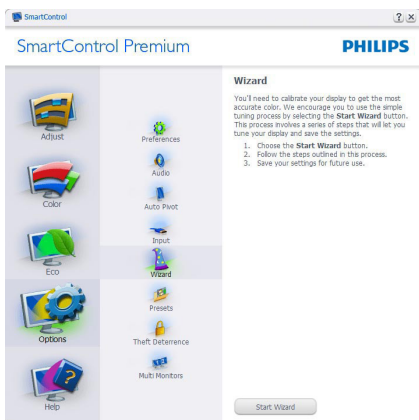 SmartControl
SmartControl Premium
PHILIPS
Adjust
Color
Eco
Options
Help
Preferences
Audio
Auto Pivot
Input
Wizard
Presets
Theft Deterrence
Multi Monitors
Wizard
You'll need to calibrate your display to get the most
accurate color. We encourage you to use the simple
tuning process by selecting the Start Wizard button.
This process involves a series of steps that will let you
tune your display and save the settings.
1. Choose the Start Wizard button.
2. Follow the steps outlined in this process.
3. Save your settings for future use.
Start Wizard